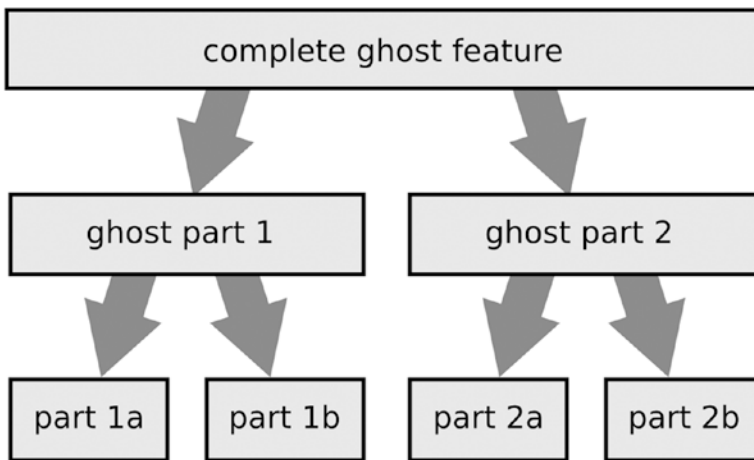 complete ghost feature
ghost part 1
ghost part 2
part 1a
part 1b
part 2a
part 2b